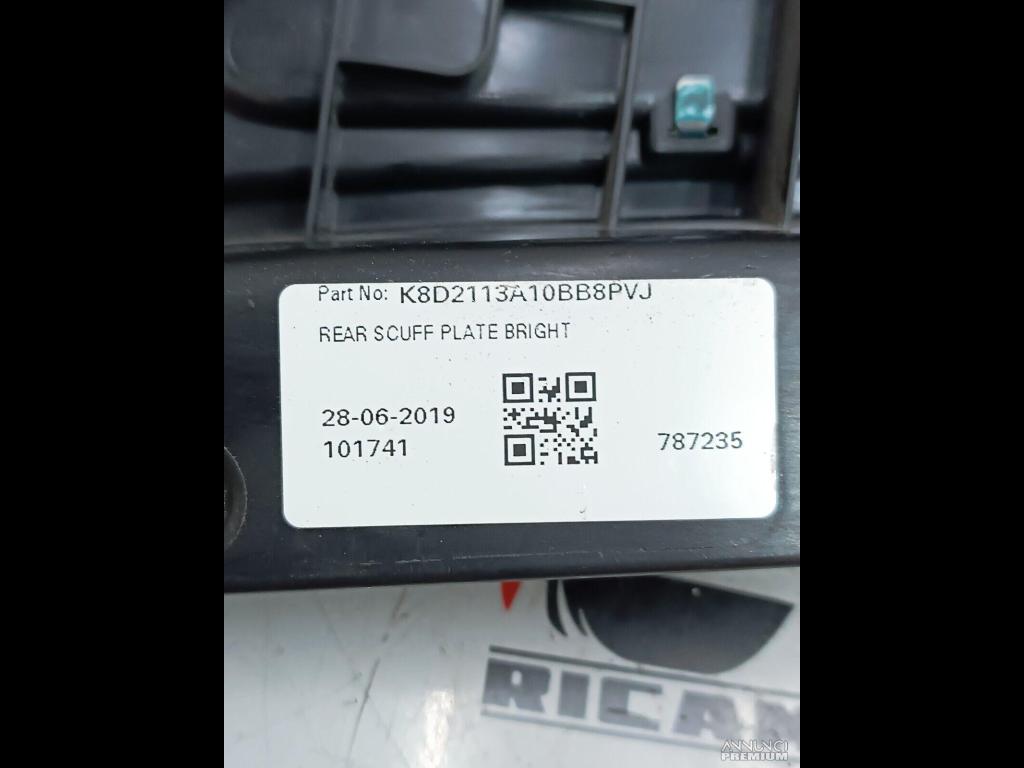 Part No: K8D2113A10BB8PVJ
REAR SCUFF PLATE BRIGHT
28-06-2019
101741
787235
RICAM
ANNUNCI
PREMIUM